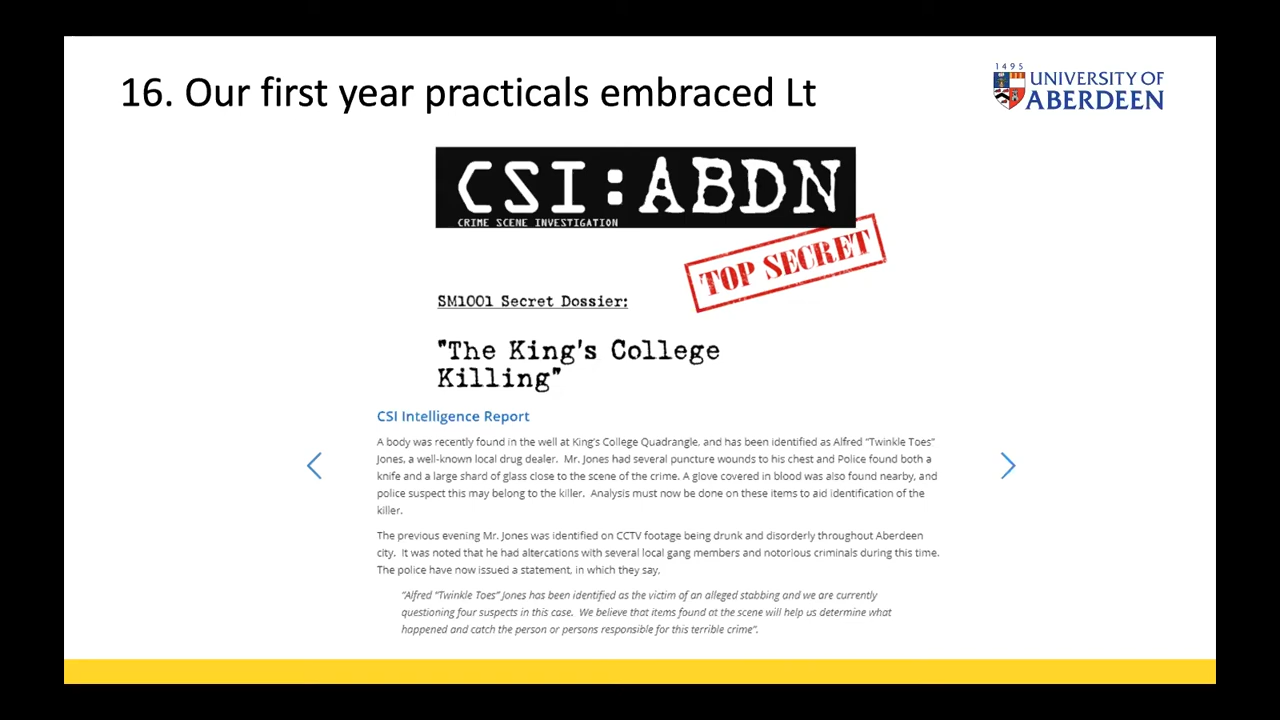 16. Our first year practicals embraced Lt
1495
UNIVERSITY OF
ABERDEEN
CSI:ABDN
CRIME SCENE INVESTIGATION
TOP SECRET
SM1001 Secret Dossier:
"The King's College
Killing"
CSI Intelligence Report
A body was recently found in the well at King's College Quadrangle, and has been identified as Alfred “Twinkle Toes”
Jones, a well-known local drug dealer. Mr. Jones had several puncture wounds to his chest and Police found both a
knife and a large shard of glass close to the scene of the crime. A glove covered in blood was also found nearby, and
police suspect this may belong to the killer. Analysis must now be done on these items to aid identification of the
killer.
The previous evening Mr. Jones was identified on CCTV footage being drunk and disorderly throughout Aberdeen
city. It was noted that he had altercations with several local gang members and notorious criminals during this time.
The police have now issued a statement, in which they say,
“Alfred “Twinkle Toes” Jones has been identified as the victim of an alleged stabbing and we are currently
questioning four suspects in this case. We believe that items found at the scene will help us determine what
happened and catch the person or persons responsible for this terrible crime”.